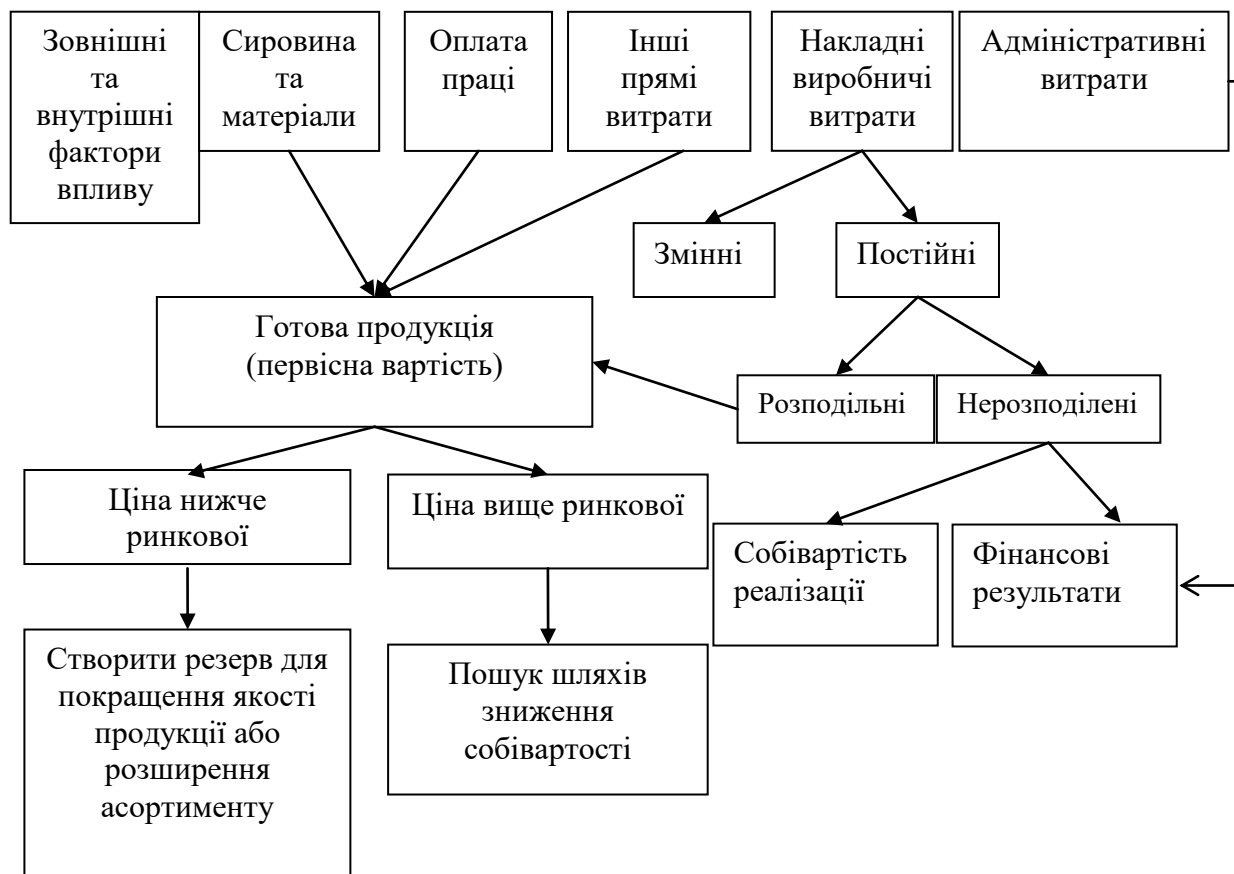 Зовнішні
та
внутрішні
фактори
впливу
Сировина
та
матеріали
Оплата
праці
Інші
прямі
витрати
Накладні
виробничі
витрати
Адміністративні
витрати
Змінні
Постійні
Готова продукція
(первісна вартість)
Розподільні
Нерозподілені
Ціна нижче
ринкової
Ціна вище ринкової
Собівартість
реалізації
Фінансові
результати
Створити резерв для
покращення якості
продукції або
розширення
асортименту
Пошук шляхів
зниження
собівартості